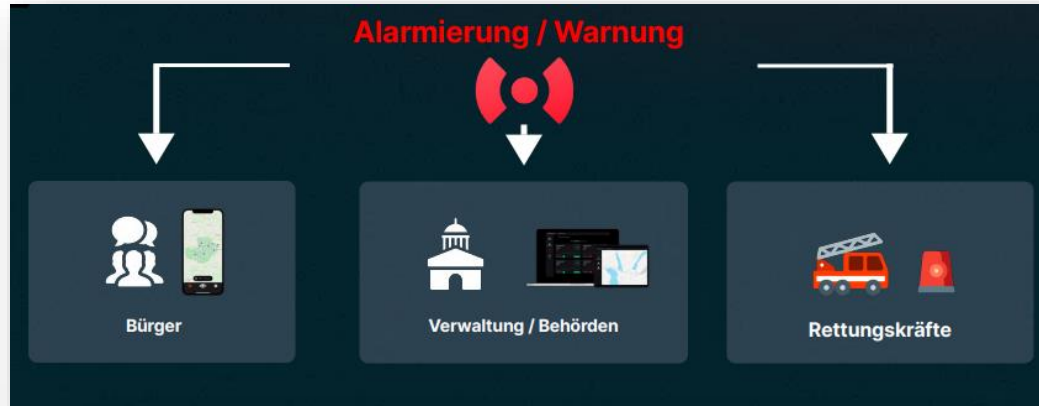 Alarmierung / Warnung
Bürger
Verwaltung / Behörden
Rettungskräfte